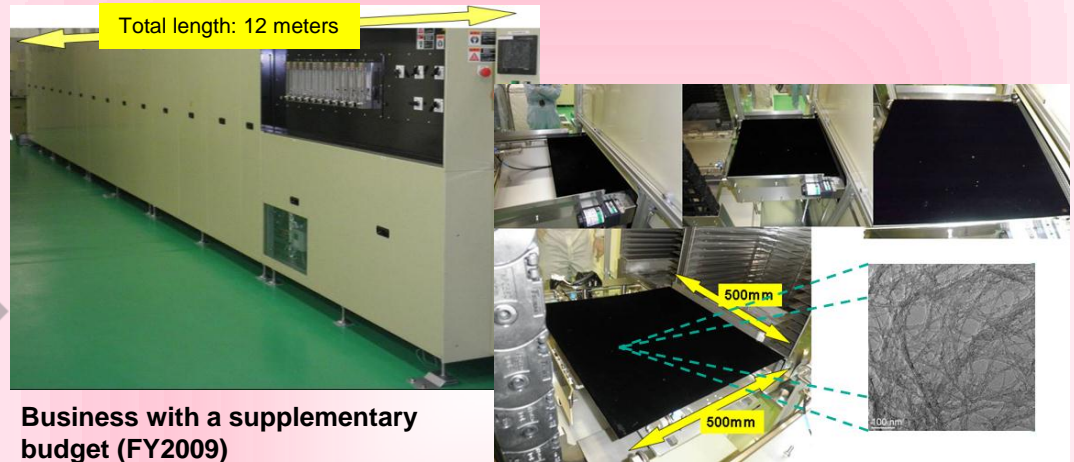 Total length: 12 meters
500mm
500mm
100 nm
Business with a supplementary
budget (FY2009)